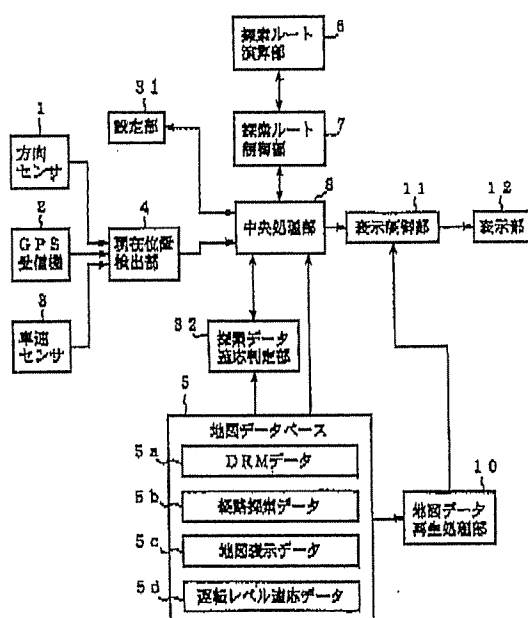 6
探索ルート
演算部
31
設定部
7
探索ルート
制御部
1
方向
センサ
2
GPS
受信機
3
車速
センサ
4
現在位置
検出部
8
中央処理部
11
表示制御部
12
表示部
32
探索データ
適応判定部
5
地図データベース
5a
DRMデータ
5b
経路探索データ
5c
地図表示データ
5d
運転レベル適応データ
10
地図データ
再生処理部